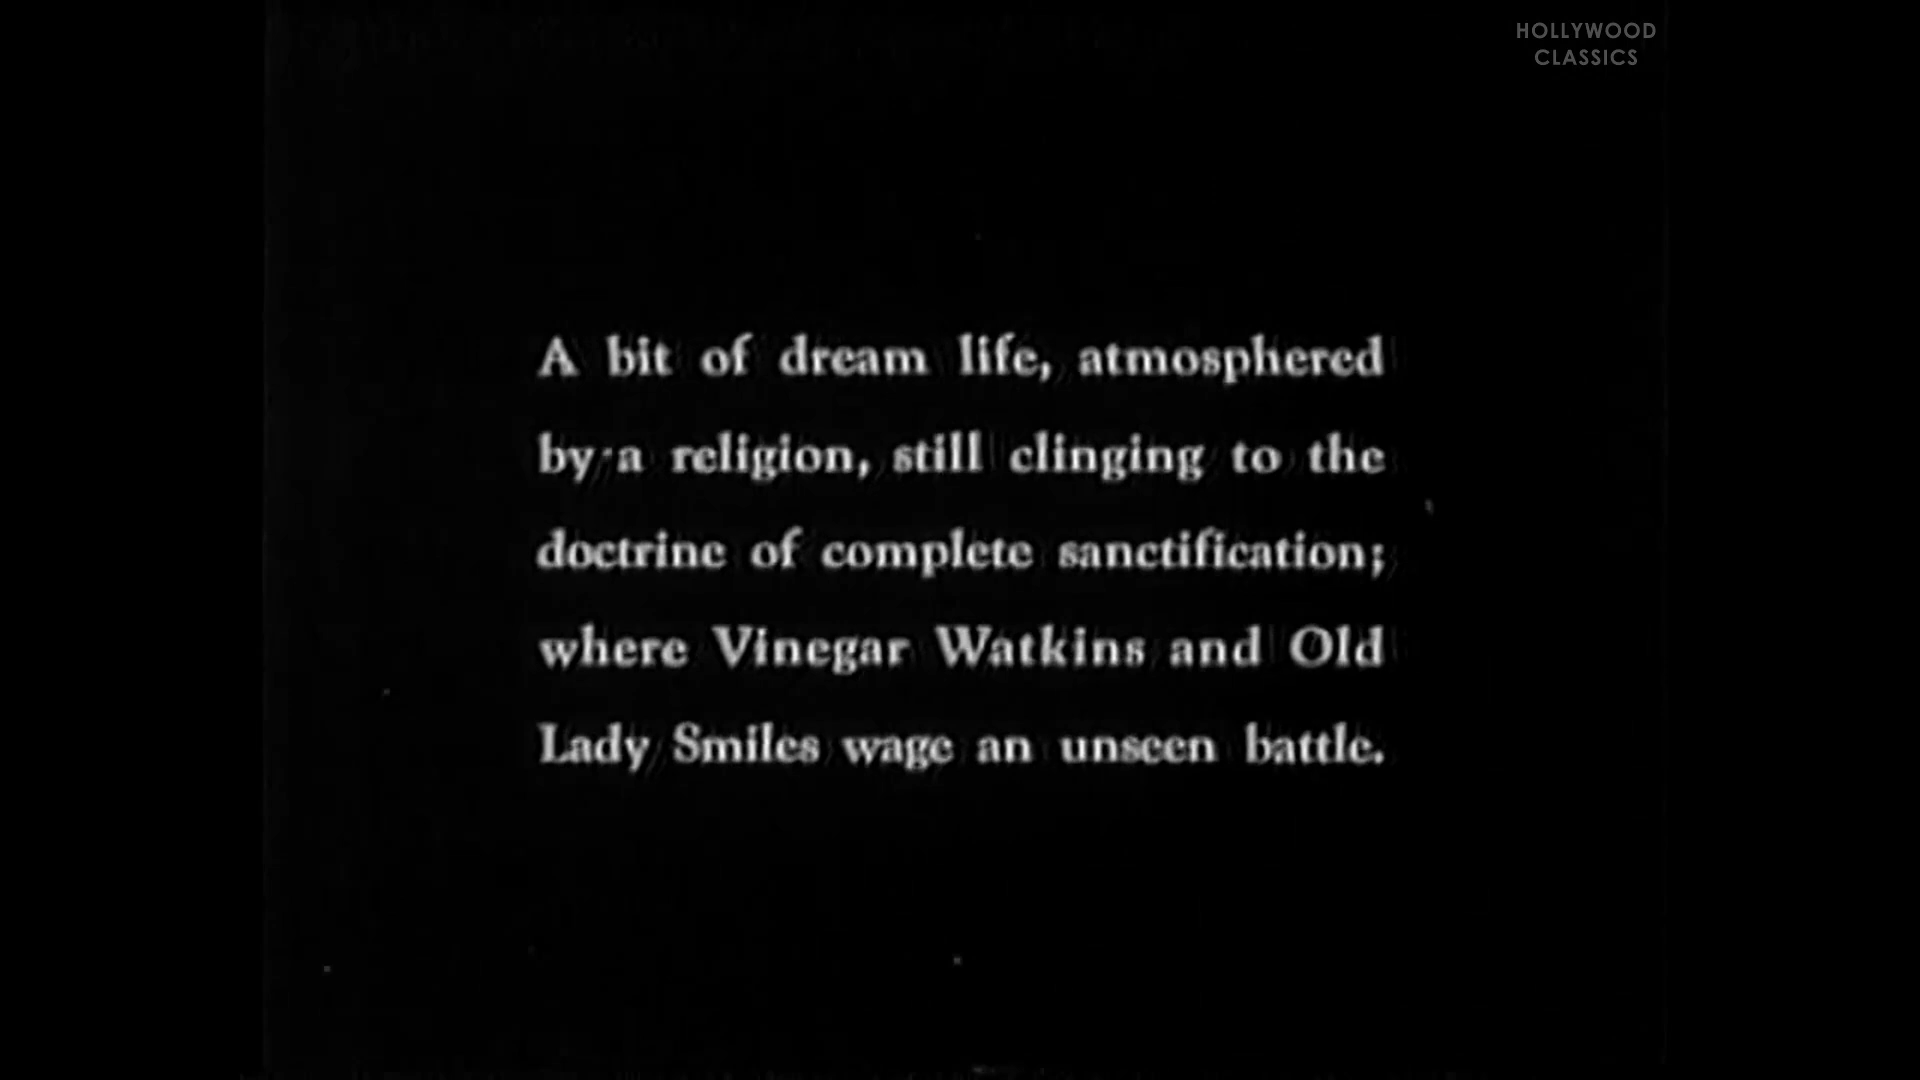 HOLLYWOOD
CLASSICS
A bit of dream life, atmosphered
by a religion, still clinging to the
doctrine of complete sanctification;
where Vinegar Watkins and Old
Lady Smiles wage an unseen battle.